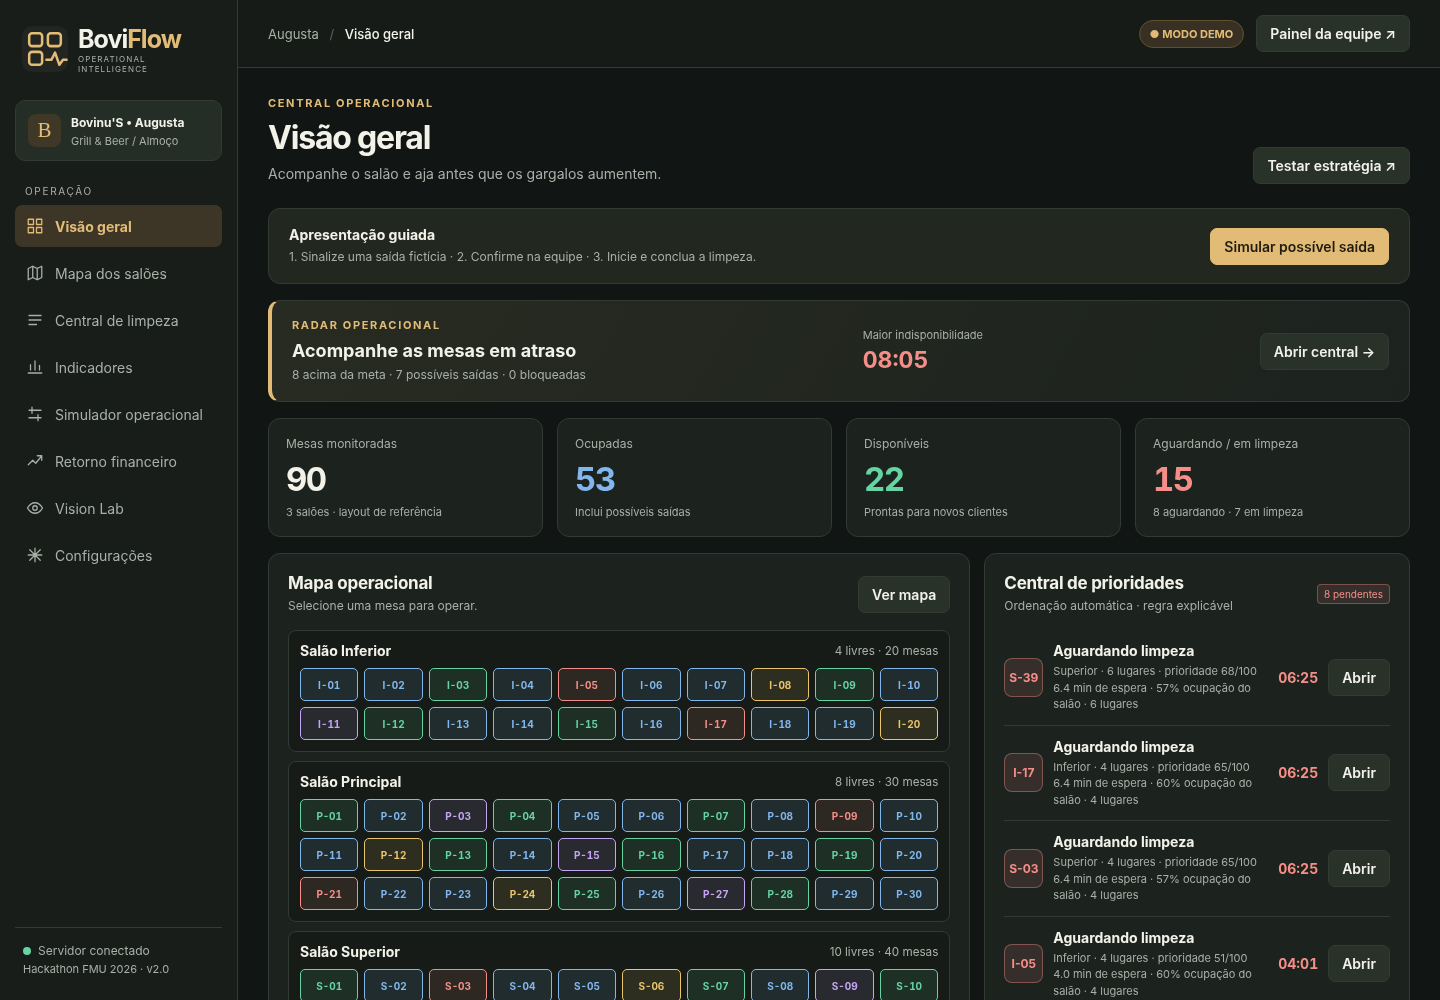 BoviFlow
OPERATIONAL
INTELLIGENCE
B
Bovinu'S • Augusta
Grill & Beer / Almoço
OPERAÇÃO
Visão geral
Mapa dos salões
Central de limpeza
Indicadores
Simulador operacional
Retorno financeiro
Vision Lab
Configurações
Servidor conectado
Hackathon FMU 2026 · v2.0
Augusta / Visão geral
MODO DEMO
Painel da equipe ↗
CENTRAL OPERACIONAL
Visão geral
Acompanhe o salão e aja antes que os gargalos aumentem.
Testar estratégia ↗
Apresentação guiada
1. Sinalize uma saída fictícia · 2. Confirme na equipe · 3. Inicie e conclua a limpeza.
Simular possível saída
RADAR OPERACIONAL
Acompanhe as mesas em atraso
8 acima da meta · 7 possíveis saídas · 0 bloqueadas
Maior indisponibilidade
08:05
Abrir central →
Mesas monitoradas
90
3 salões · layout de referência
Ocupadas
53
Inclui possíveis saídas
Disponíveis
22
Prontas para novos clientes
Aguardando / em limpeza
15
8 aguardando · 7 em limpeza
Mapa operacional
Selecione uma mesa para operar.
Ver mapa
Salão Inferior
4 livres · 20 mesas
I-01 I-02 I-03 I-04 I-05 I-06 I-07 I-08 I-09 I-10
I-11 I-12 I-13 I-14 I-15 I-16 I-17 I-18 I-19 I-20
Salão Principal
8 livres · 30 mesas
P-01 P-02 P-03 P-04 P-05 P-06 P-07 P-08 P-09 P-10
P-11 P-12 P-13 P-14 P-15 P-16 P-17 P-18 P-19 P-20
P-21 P-22 P-23 P-24 P-25 P-26 P-27 P-28 P-29 P-30
Salão Superior
10 livres · 40 mesas
S-01 S-02 S-03 S-04 S-05 S-06 S-07 S-08 S-09 S-10
Central de prioridades
Ordenação automática · regra explicável
8 pendentes
S-39
Aguardando limpeza
Superior · 6 lugares · prioridade 68/100
6.4 min de espera · 57% ocupação do
salão · 6 lugares
06:25
Abrir
I-17
Aguardando limpeza
Inferior · 4 lugares · prioridade 65/100
6.4 min de espera · 60% ocupação do
salão · 4 lugares
06:25
Abrir
S-03
Aguardando limpeza
Superior · 4 lugares · prioridade 65/100
6.4 min de espera · 57% ocupação do
salão · 4 lugares
06:25
Abrir
I-05
Aguardando limpeza
Inferior · 4 lugares · prioridade 51/100
4.0 min de espera · 60% ocupação do
salão · 4 lugares
04:01
Abrir